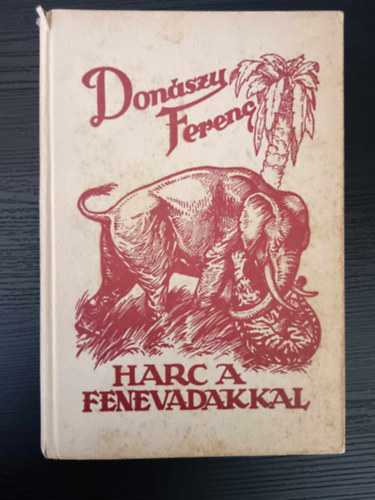 Donászy
Ferenc
HARC A
FENEVADAKKAL